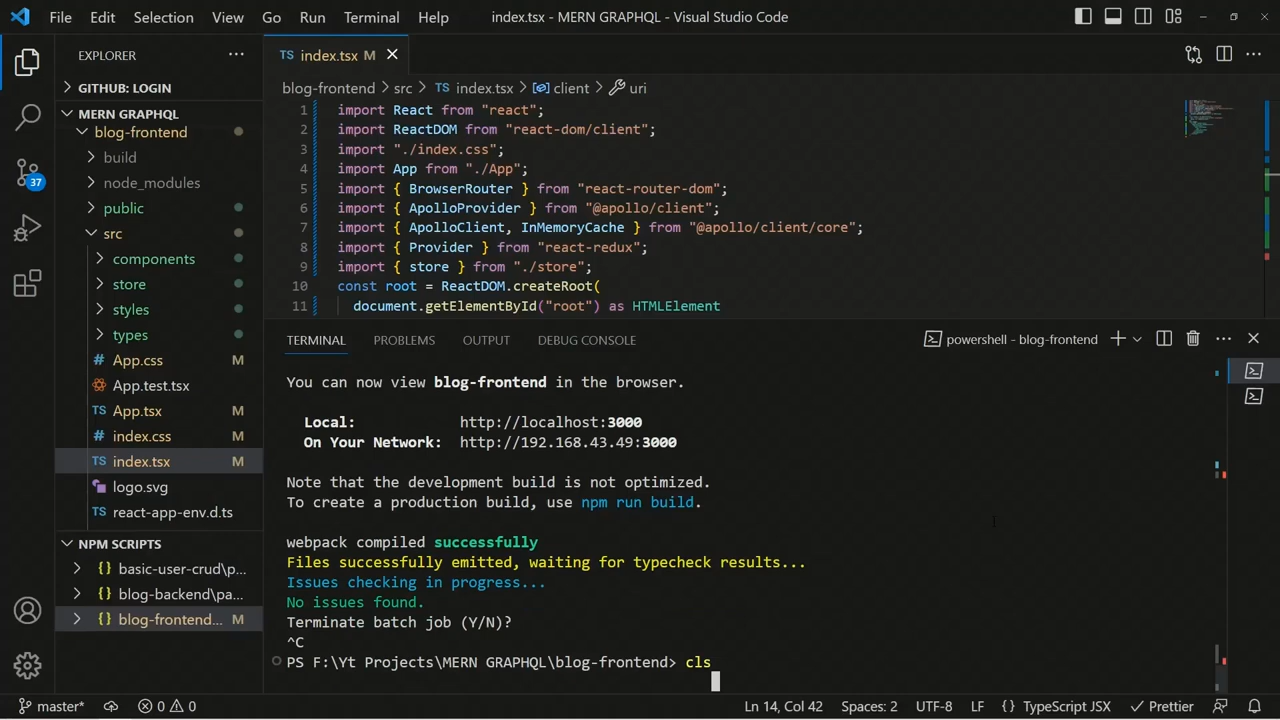 File Edit Selection View Go Run Terminal Help index.tsx - MERN GRAPHQL - Visual Studio Code
EXPLORER
GITHUB: LOGIN
MERN GRAPHQL
blog-frontend
build
node_modules
public
src
components
store
styles
types
App.css M
App.test.tsx
App.tsx M
index.css M
index.tsx M
logo.svg
react-app-env.d.ts
NPM SCRIPTS
basic-user-crud\p...
blog-backend\pa...
blog-frontend... M
37
TS index.tsx M
blog-frontend > src > TS index.tsx > client > uri
1 import React from "react";
2 import ReactDOM from "react-dom/client";
3 import "./index.css";
4 import App from "./App";
5 import { BrowserRouter } from "react-router-dom";
6 import { ApolloProvider } from "@apollo/client";
7 import { ApolloClient, InMemoryCache } from "@apollo/client/core";
8 import { Provider } from "react-redux";
9 import { store } from "./store";
10 const root = ReactDOM.createRoot(
11 document.getElementById("root") as HTMLElement
TERMINAL PROBLEMS OUTPUT DEBUG CONSOLE powershell - blog-frontend
You can now view blog-frontend in the browser.
Local: http://localhost:3000
On Your Network: http://192.168.43.49:3000
Note that the development build is not optimized.
To create a production build, use npm run build.
webpack compiled successfully
Files successfully emitted, waiting for typecheck results...
Issues checking in progress...
No issues found.
Terminate batch job (Y/N)?
^C
PS F:\Yt Projects\MERN GRAPHQL\blog-frontend> cls
master* 0 0 Ln 14, Col 42 Spaces: 2 UTF-8 LF {} TypeScript JSX Prettier